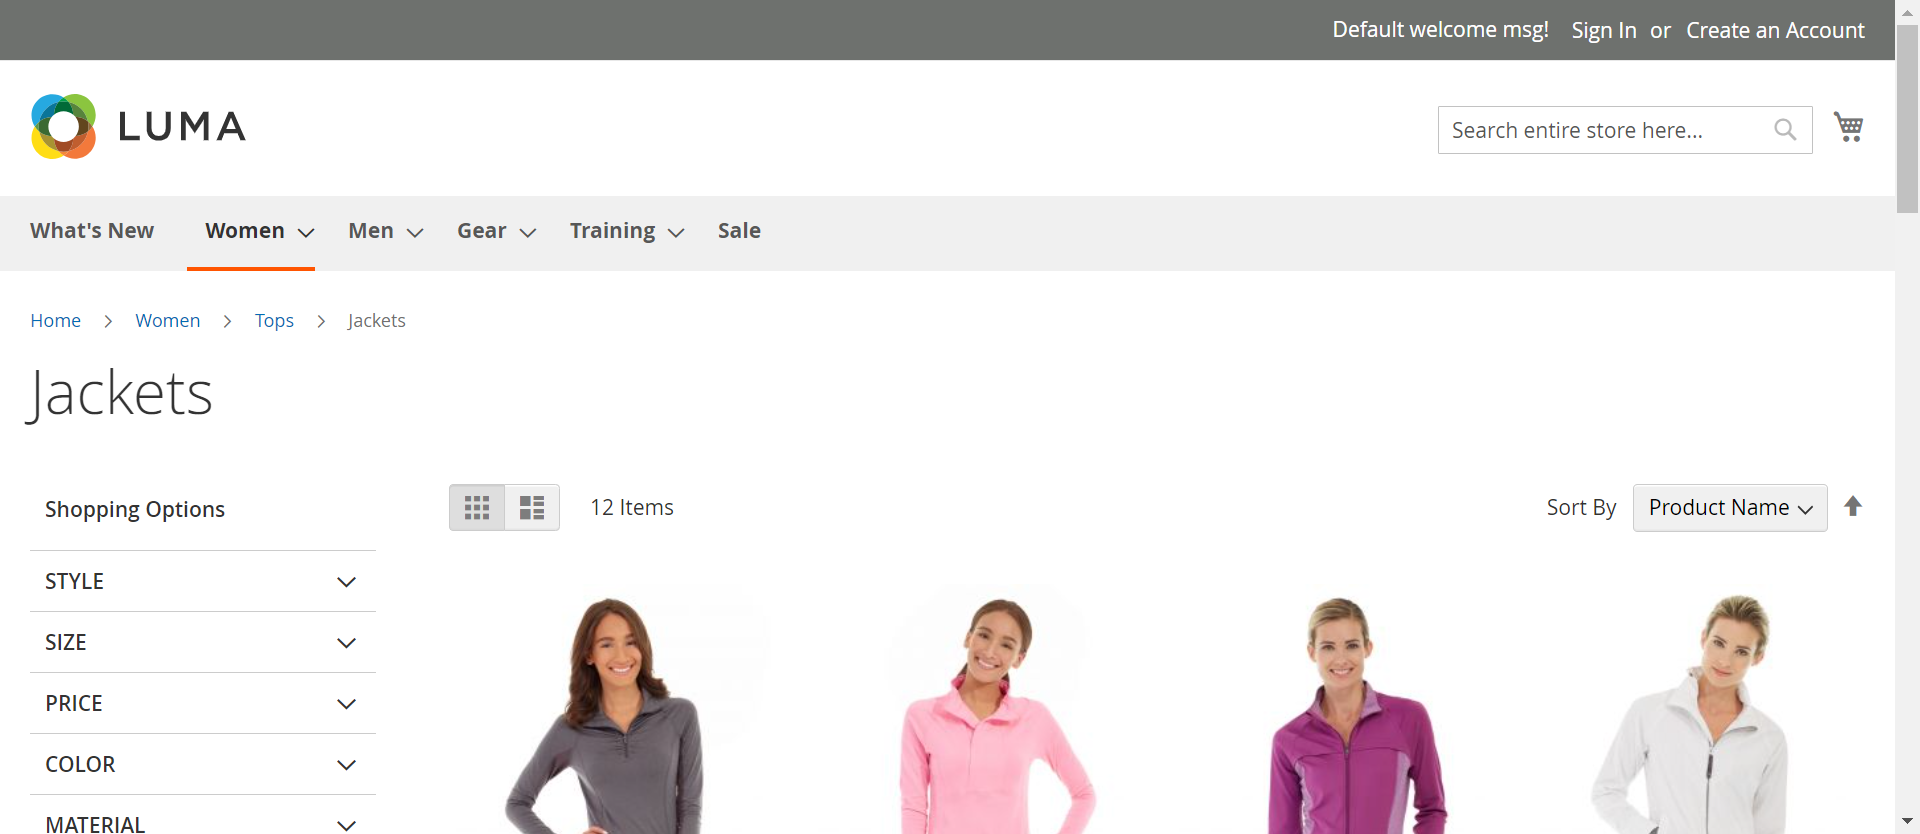 Default welcome msg! Sign In or Create an Account
LUMA
Search entire store here...
What's New Women Men Gear Training Sale
Home Women Tops Jackets
Jackets
Shopping Options
12 Items
Sort By Product Name
STYLE
SIZE
PRICE
COLOR
MATERIAL